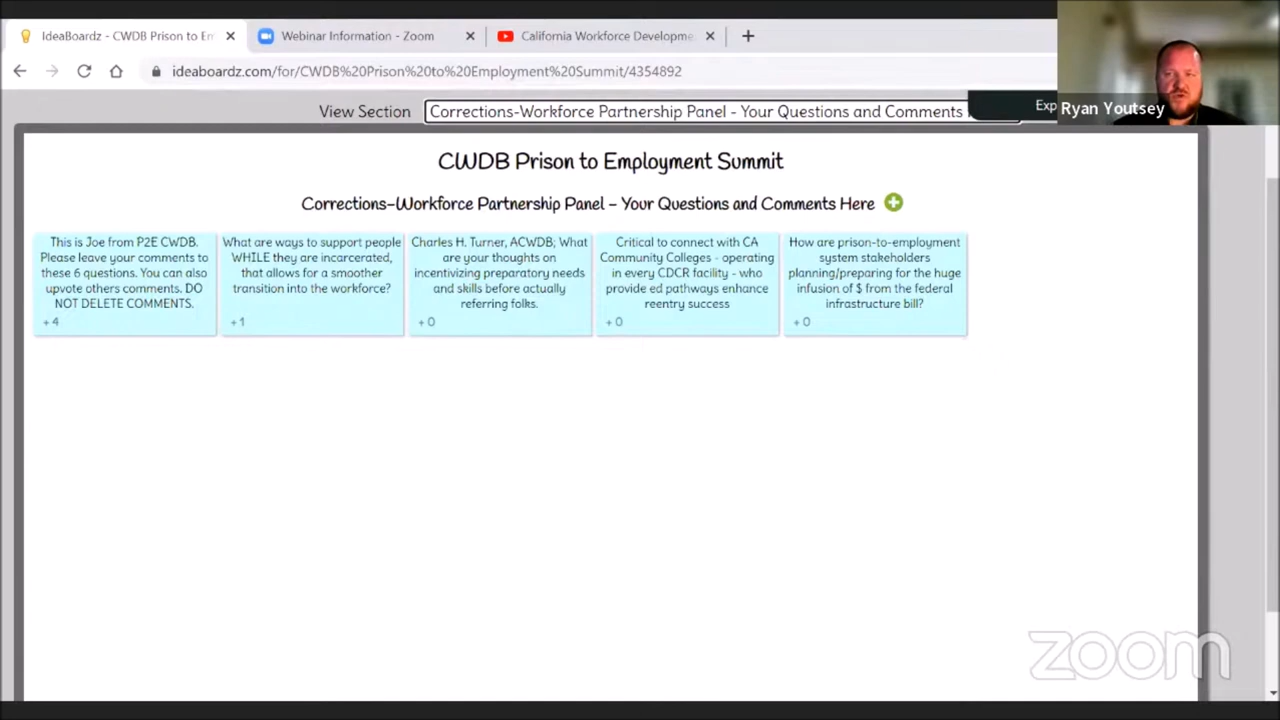 IdeaBoardz - CWDB Prison to Em
Webinar Information - Zoom
California Workforce Developme
ideaboardz.com/for/CWDB%20Prison%20to%20Employment%20Summit/4354892
View Section
Corrections-Workforce Partnership Panel - Your Questions and Comments
Exp
Ryan Youtsey
CWDB Prison to Employment Summit
Corrections-Workforce Partnership Panel - Your Questions and Comments Here
This is Joe from P2E CWDB.
Please leave your comments to
these 6 questions. You can also
upvote others comments. DO
NOT DELETE COMMENTS.
+4
What are ways to support people
WHILE they are incarcerated,
that allows for a smoother
transition into the workforce?
+1
Charles H. Turner, ACWDB; What
are your thoughts on
incentivizing preparatory needs
and skills before actually
referring folks.
+0
Critical to connect with CA
Community Colleges - operating
in every CDCR facility - who
provide ed pathways enhance
reentry success
+0
How are prison-to-employment
system stakeholders
planning/preparing for the huge
infusion of $ from the federal
infrastructure bill?
+0
zoom